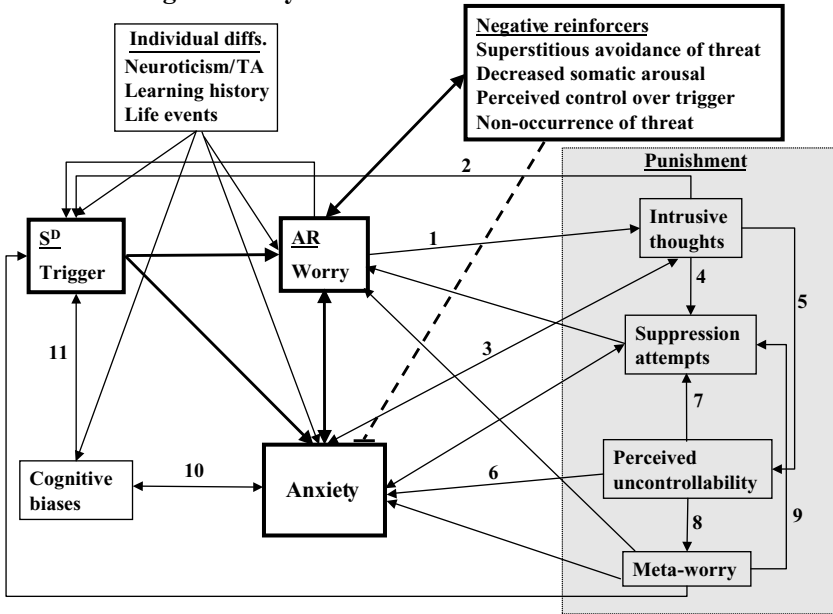 Individual diffs.
Neuroticism/TA
Learning history
Life events
Negative reinforcers
Superstitious avoidance of threat
Decreased somatic arousal
Perceived control over trigger
Non-occurrence of threat
Punishment
2
Intrusive
thoughts
S^D
Trigger
AR
Worry
1
4
5
Suppression
attempts
3
11
7
Perceived
uncontrollability
Cognitive
biases
10
Anxiety
6
8
9
Meta-worry